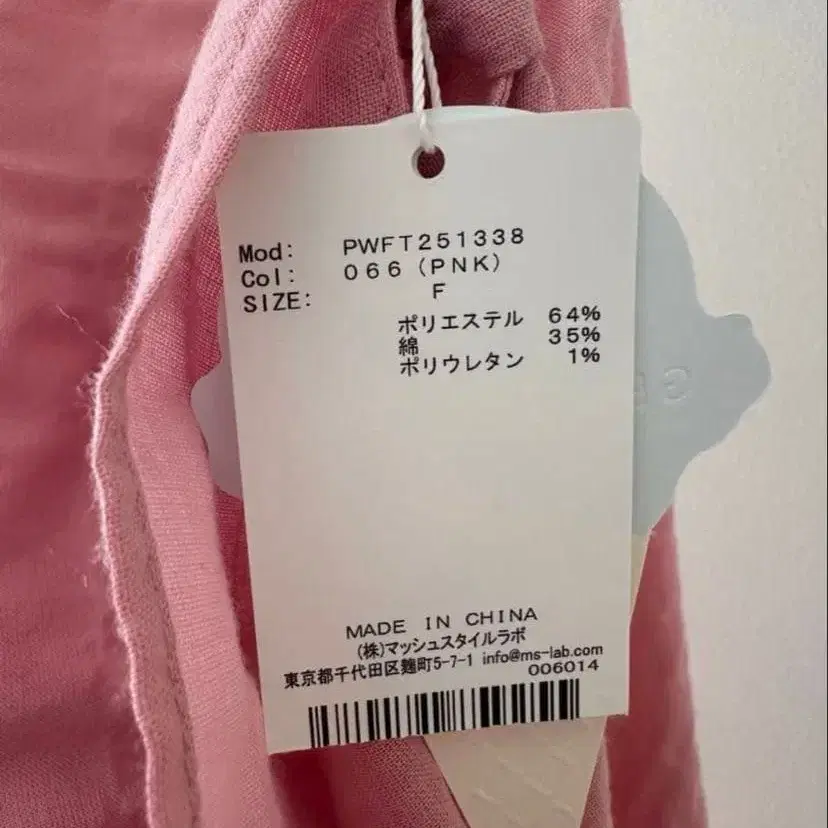 Mod: PWFT251338
Col: 066 (PNK)
SIZE: F
ポリエステル 64%
綿 35%
ポリウレタン 1%
MADE IN CHINA
(株)マッシュスタイルラボ
東京都千代田区麹町5-7-1 info@ms-lab.com
006014